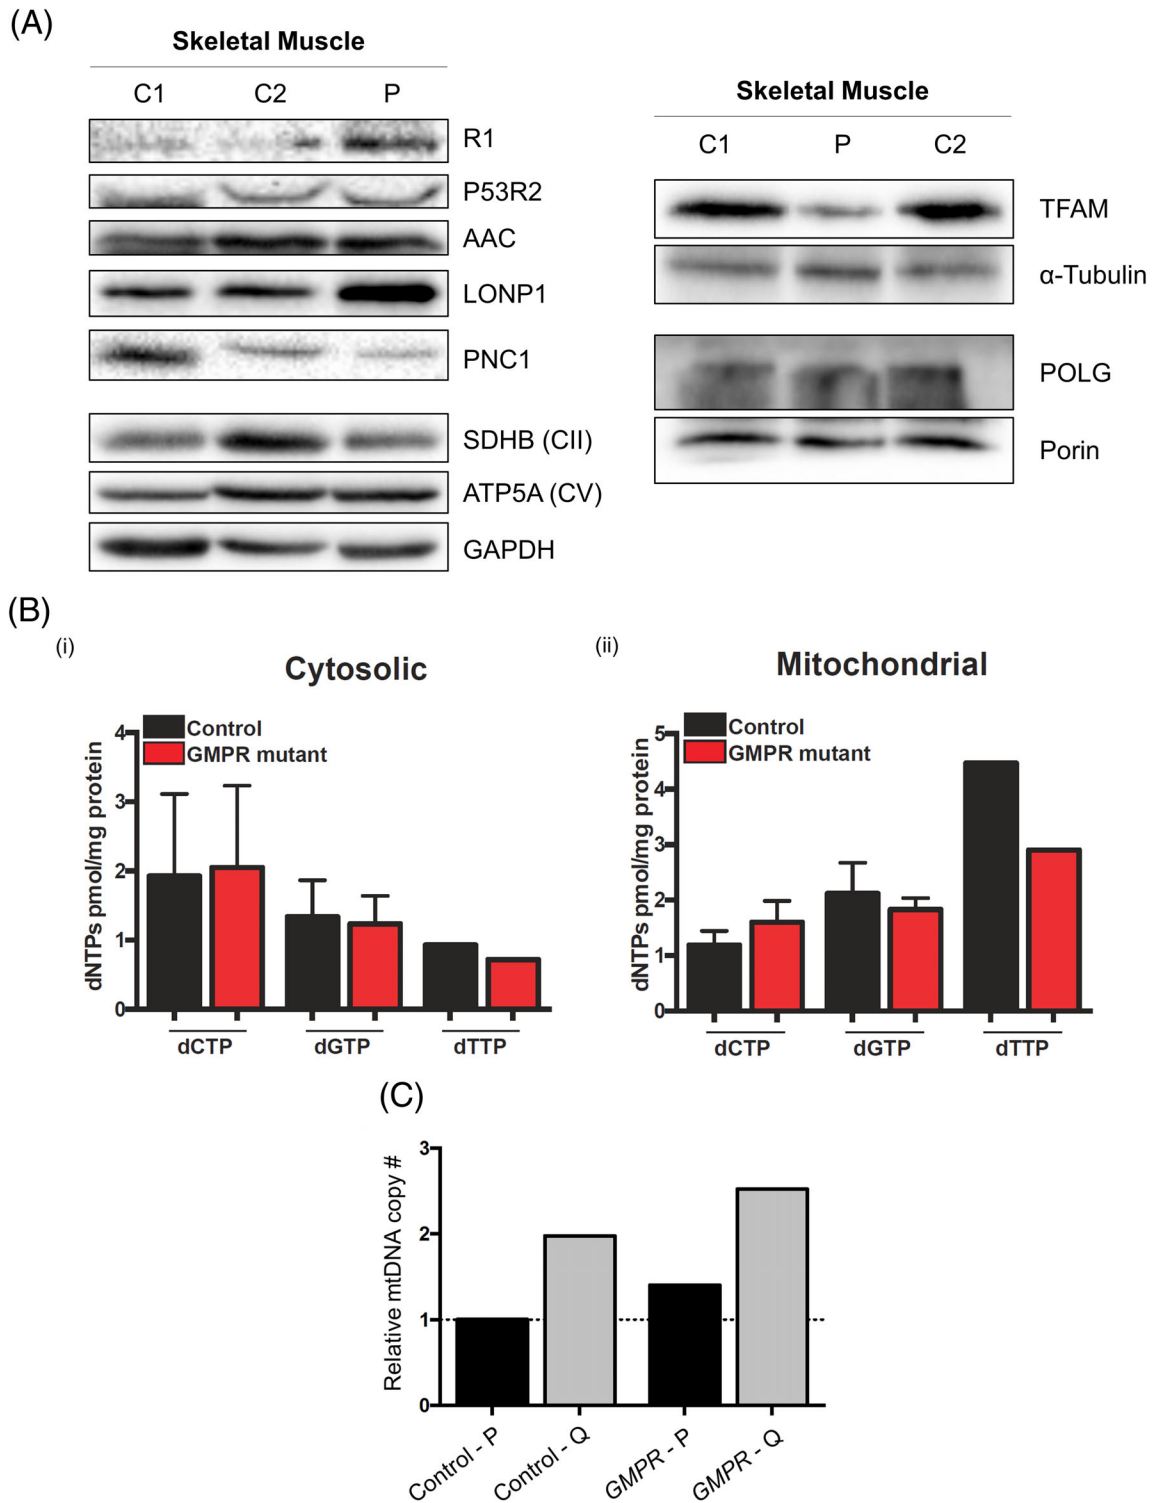 (A)
Skeletal Muscle
C1 C2 P
R1
P53R2
AAC
LONP1
PNC1
SDHB (CII)
ATP5A (CV)
GAPDH
Skeletal Muscle
C1 P C2
TFAM
α-Tubulin
POLG
Porin
(B)
(i)
Cytosolic
Control
GMPR mutant
dNTPs pmol/mg protein
4
3
2
1
0
dCTP dGTP dTTP
(ii)
Mitochondrial
Control
GMPR mutant
dNTPs pmol/mg protein
5
4
3
2
1
0
dCTP dGTP dTTP
(C)
Relative mtDNA copy #
3
2
1
0
Control - P
Control - Q
GMPR - P
GMPR - Q